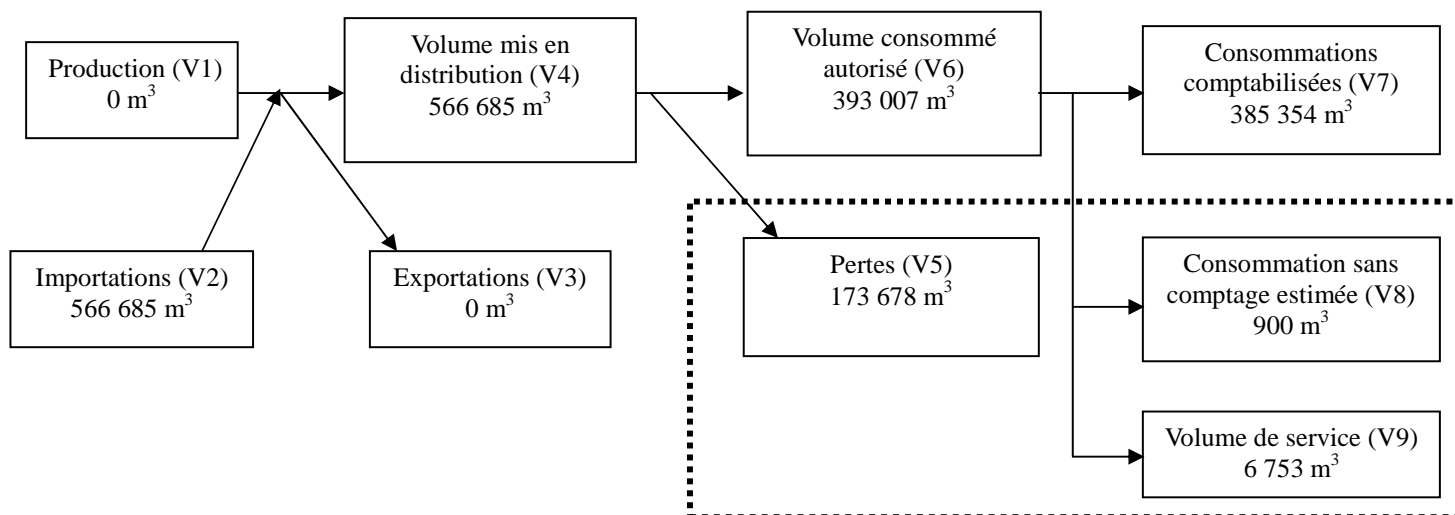 Production (V1)
0 m³
Volume mis en
distribution (V4)
566 685 m³
Volume consommé
autorisé (V6)
393 007 m³
Consommations
comptabilisées (V7)
385 354 m³
Importations (V2)
566 685 m³
Exportations (V3)
0 m³
Pertes (V5)
173 678 m³
Consommation sans
comptage estimée (V8)
900 m³
Volume de service (V9)
6 753 m³